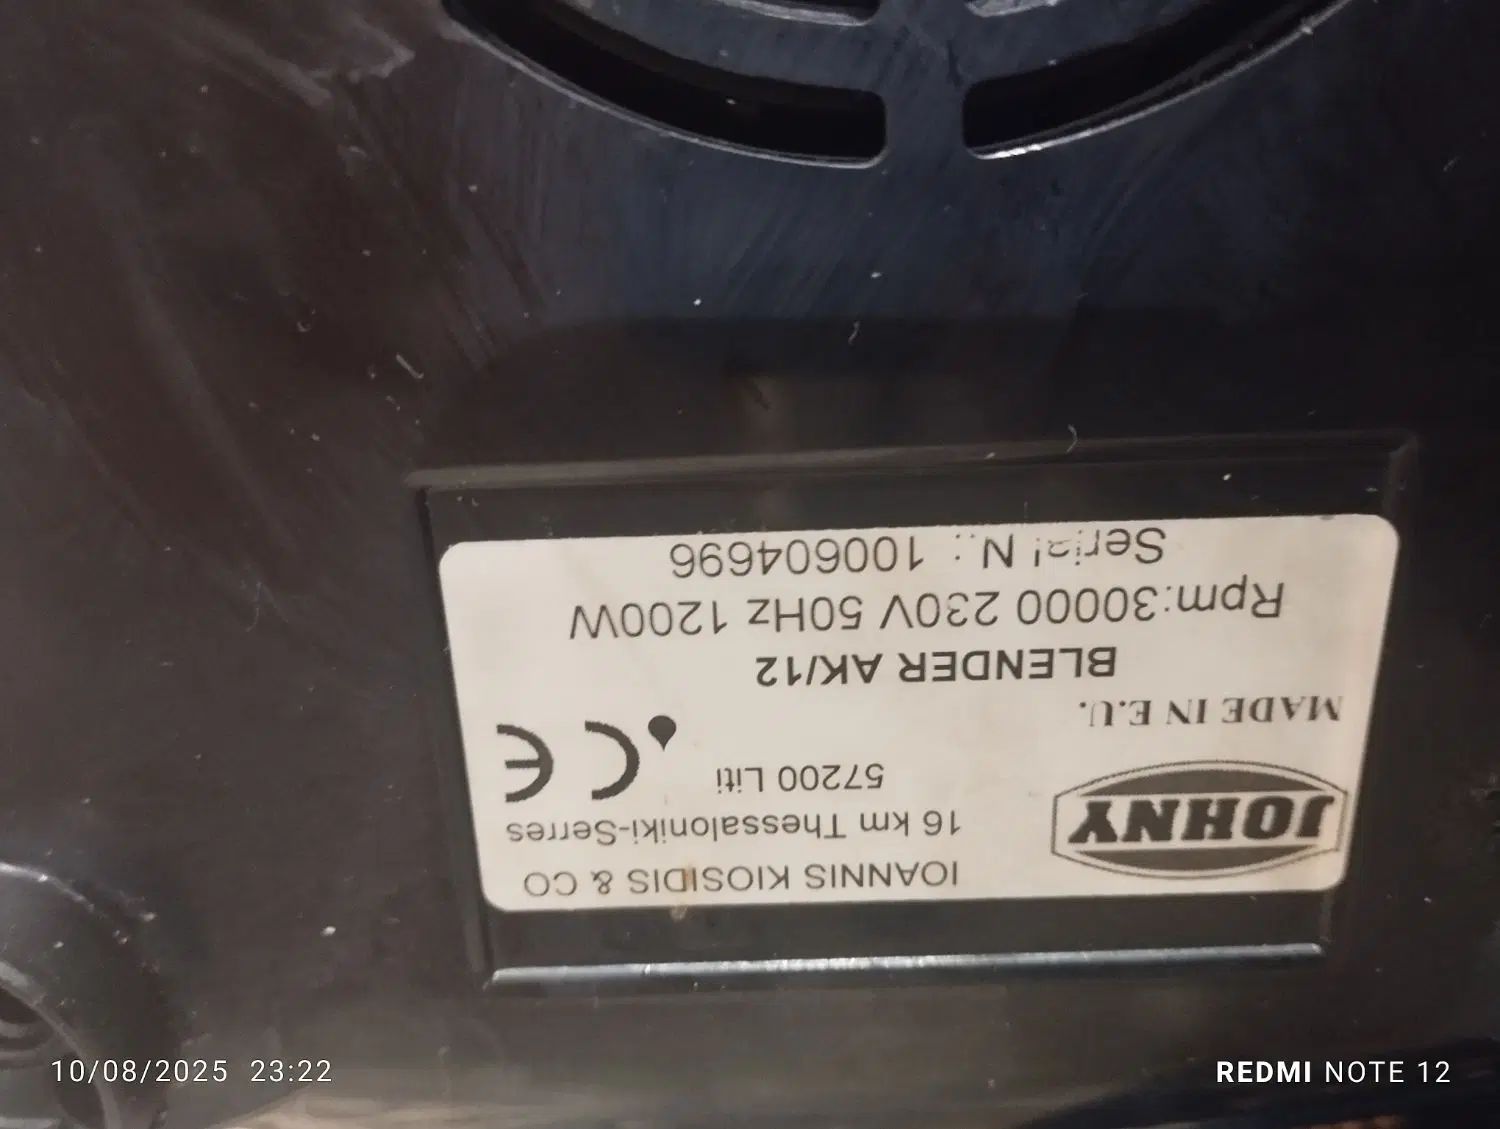 IOANNIS KIOSIDIS & CO
16 km Thessaloniki-Serres
57200 Liti
JOHNY
CE
MADE IN E.U.
BLENDER AK/12
Rpm:30000 230V 50Hz 1200W
Serial N.: 100604696
10/08/2025 23:22
REDMI NOTE 12